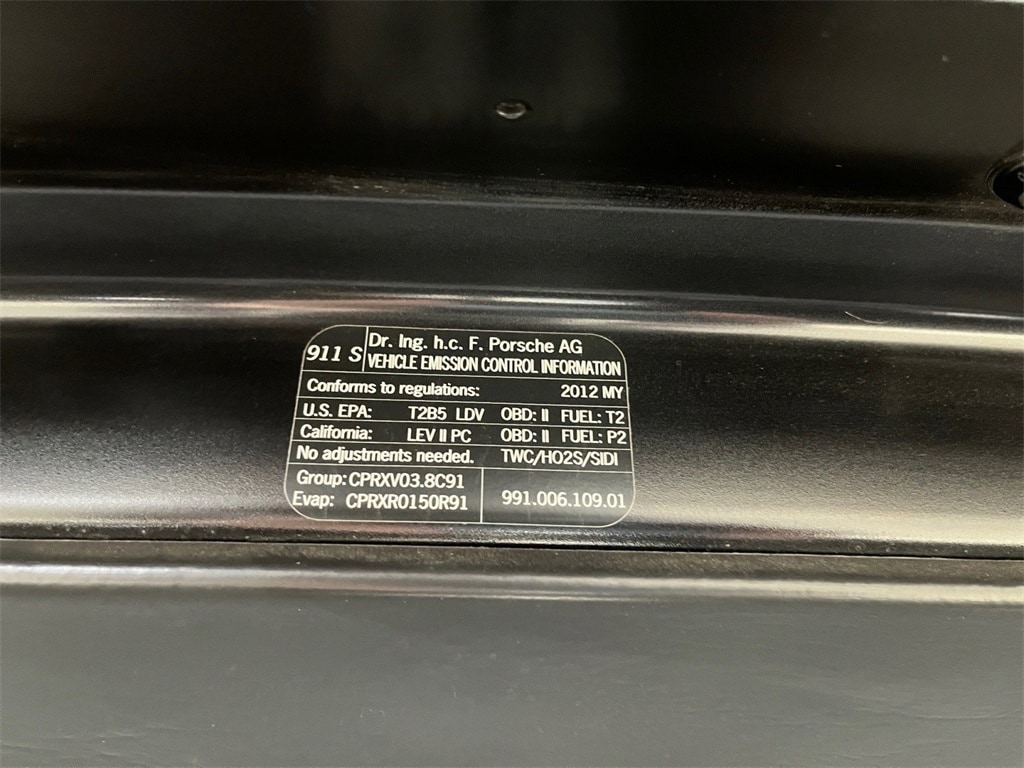 911 S
Dr. Ing. h.c. F. Porsche AG
VEHICLE EMISSION CONTROL INFORMATION
Conforms to regulations: 2012 MY
U.S. EPA: T2B5 LDV OBD: II FUEL: T2
California: LEV II PC OBD: II FUEL: P2
No adjustments needed. TWC/HO2S/SIDI
Group: CPRXV03.8C91
Evap: CPRXR0150R91
991.006.109.01